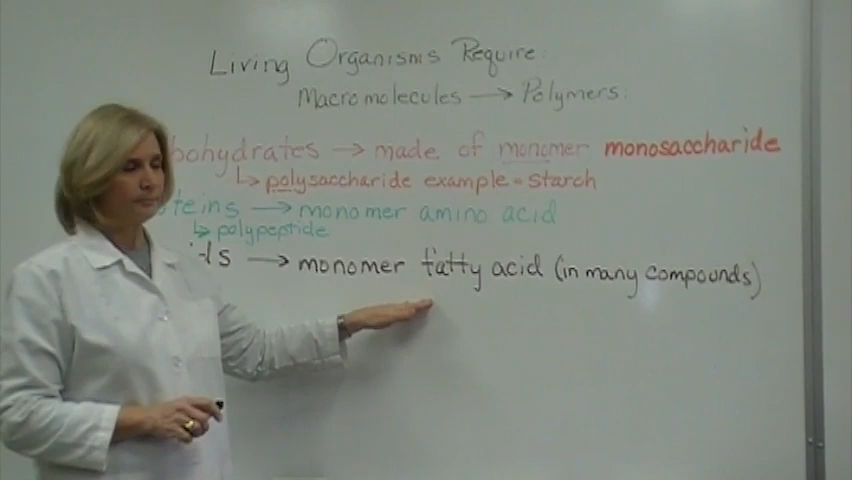 Living Organisms Require:
Macromolecules → Polymers.
bohydrates → made of monomer monosaccharide
↳ polysaccharide example = starch
teins → monomer amino acid
↳ polypeptide
ids → monomer fatty acid (in many compounds)